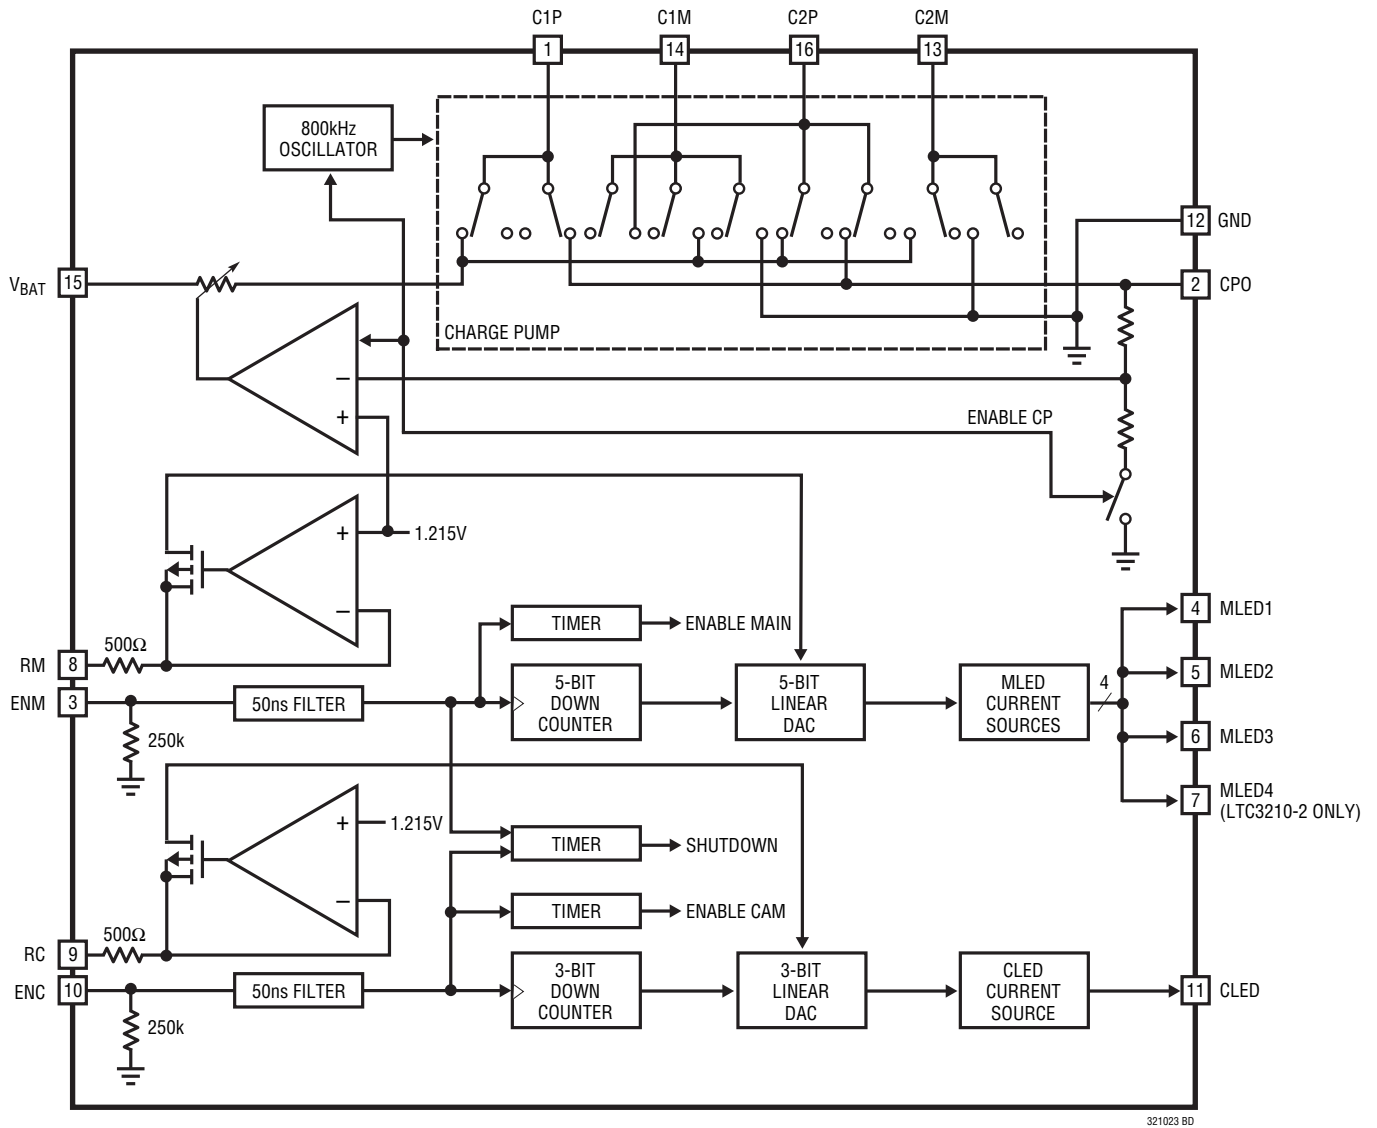 C1P
C1M
C2P
C2M
1
14
16
13
800kHz
OSCILLATOR
12
GND
15
V_BAT
2
CPO
CHARGE PUMP
–
+
ENABLE CP
+
1.215V
–
4
MLED1
TIMER
ENABLE MAIN
500Ω
RM
8
5
MLED2
ENM
3
50ns FILTER
5-BIT
DOWN
COUNTER
5-BIT
LINEAR
DAC
MLED
CURRENT
SOURCES
4
250k
6
MLED3
7
MLED4
(LTC3210-2 ONLY)
+
1.215V
–
TIMER
SHUTDOWN
TIMER
ENABLE CAM
500Ω
RC
9
ENC
10
50ns FILTER
3-BIT
DOWN
COUNTER
3-BIT
LINEAR
DAC
CLED
CURRENT
SOURCE
11
CLED
250k
321023 BD